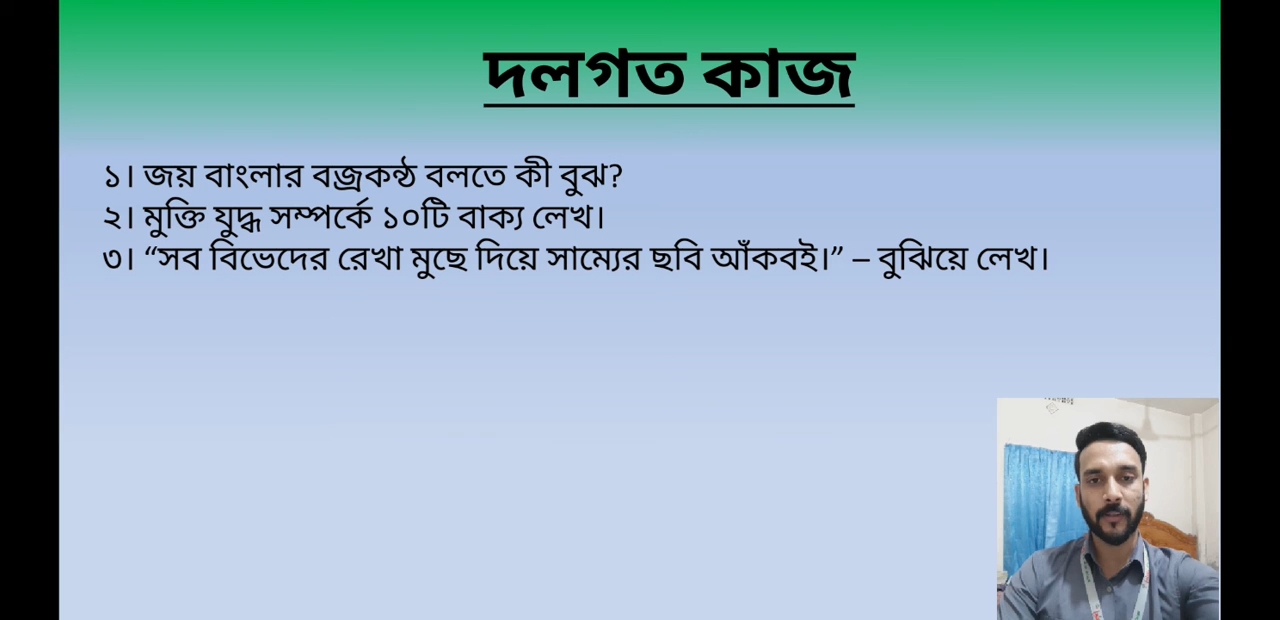 দলগত কাজ
১। জয় বাংলার বজ্রকন্ঠ বলতে কী বুঝ?
২। মুক্তি যুদ্ধ সম্পর্কে ১০টি বাক্য লেখ।
৩। “সব বিভেদের রেখা মুছে দিয়ে সাম্যের ছবি আঁকবই।” – বুঝিয়ে লেখ।